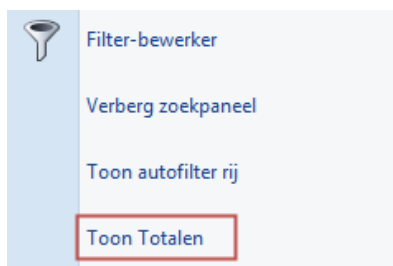 Filter-bewerker
Verberg zoekpaneel
Toon autofilter rij
Toon Totalen